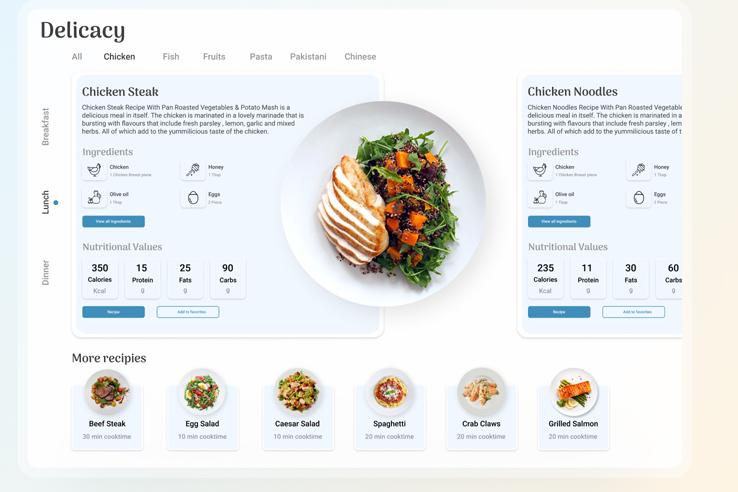 Delicacy
All Chicken Fish Fruits Pasta Pakistani Chinese
Breakfast
Lunch
Dinner
Chicken Steak
Chicken Steak Recipe With Pan Roasted Vegetables & Potato Mash is a
delicious meal in itself. The chicken is marinated in a lovely marinade that is
bursting with flavours that include fresh parsley , lemon, garlic and mixed
herbs. All of which add to the yummilicious taste of the chicken.
Ingredients
Chicken
1 Chicken Breast piece
Honey
1 Tbsp
Olive oil
1 Tbsp
Eggs
2 Piece
View all ingredients
Nutritional Values
350 15 25 90
Calories Protein Fats Carbs
Kcal g g g
Recipe Add to favorites
Chicken Noodles
Chicken Noodles Recipe With Pan Roasted Vegetable
delicious meal in itself. The chicken is marinated in a
bursting with flavours that include fresh parsley , lem
herbs. All of which add to the yummilicious taste of t
Ingredients
Chicken
1 Chicken Breast piece
Honey
1 Tbsp
Olive oil
1 Tbsp
Eggs
2 Piece
View all ingredients
Nutritional Values
235 11 30 60
Calories Protein Fats Carbs
Kcal g g g
Recipe Add to favorites
More recipies
Beef Steak Egg Salad Caesar Salad Spaghetti Crab Claws Grilled Salmon
30 min cooktime 10 min cooktime 10 min cooktime 20 min cooktime 20 min cooktime 20 min cooktime